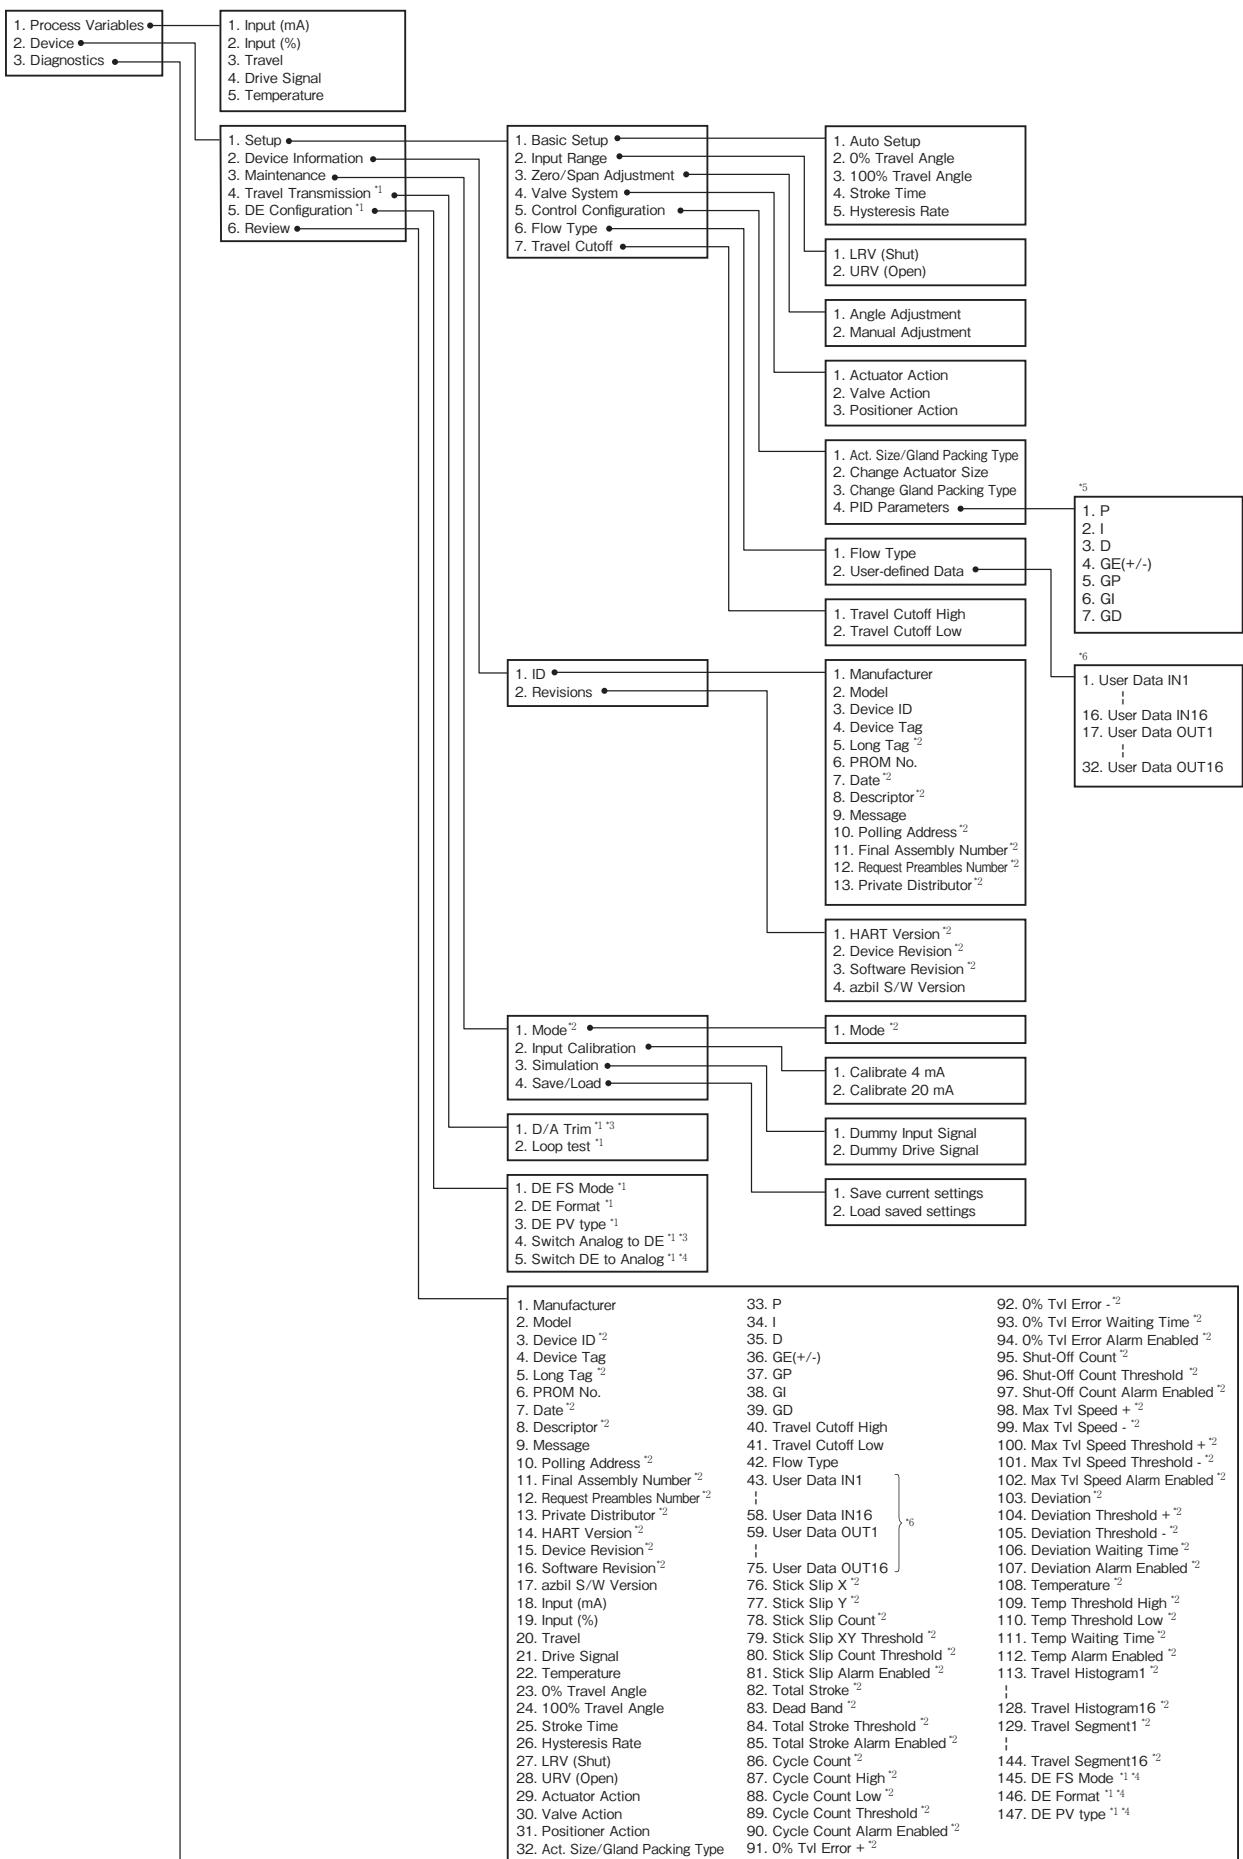 1. Process Variables
2. Device
3. Diagnostics
1. Input (mA)
2. Input (%)
3. Travel
4. Drive Signal
5. Temperature
1. Setup
2. Device Information
3. Maintenance
4. Travel Transmission *1
5. DE Configuration *1
6. Review
1. Basic Setup
2. Input Range
3. Zero/Span Adjustment
4. Valve System
5. Control Configuration
6. Flow Type
7. Travel Cutoff
1. Auto Setup
2. 0% Travel Angle
3. 100% Travel Angle
4. Stroke Time
5. Hysteresis Rate
1. LRV (Shut)
2. URV (Open)
1. Angle Adjustment
2. Manual Adjustment
1. Actuator Action
2. Valve Action
3. Positioner Action
1. Act. Size/Gland Packing Type
2. Change Actuator Size
3. Change Gland Packing Type
4. PID Parameters
*5
1. P
2. I
3. D
4. GE(+/-)
5. GP
6. GI
7. GD
1. Flow Type
2. User-defined Data
1. Travel Cutoff High
2. Travel Cutoff Low
*6
1. User Data IN1
16. User Data IN16
17. User Data OUT1
32. User Data OUT16
1. ID
2. Revisions
1. Manufacturer
2. Model
3. Device ID
4. Device Tag
5. Long Tag *2
6. PROM No.
7. Date *2
8. Descriptor *2
9. Message
10. Polling Address *2
11. Final Assembly Number *2
12. Request Preambles Number *2
13. Private Distributor *2
1. HART Version *2
2. Device Revision *2
3. Software Revision *2
4. azbil S/W Version
1. Mode *2
2. Input Calibration
3. Simulation
4. Save/Load
1. Mode *2
1. Calibrate 4 mA
2. Calibrate 20 mA
1. Dummy Input Signal
2. Dummy Drive Signal
1. Save current settings
2. Load saved settings
1. D/A Trim *1 *3
2. Loop test *1
1. DE FS Mode *1
2. DE Format *1
3. DE PV type *1
4. Switch Analog to DE *1 *3
5. Switch DE to Analog *1 *4
1. Manufacturer
2. Model
3. Device ID *2
4. Device Tag
5. Long Tag *2
6. PROM No.
7. Date *2
8. Descriptor *2
9. Message
10. Polling Address *2
11. Final Assembly Number *2
12. Request Preambles Number *2
13. Private Distributor *2
14. HART Version *2
15. Device Revision *2
16. Software Revision *2
17. azbil S/W Version
18. Input (mA)
19. Input (%)
20. Travel
21. Drive Signal
22. Temperature
23. 0% Travel Angle
24. 100% Travel Angle
25. Stroke Time
26. Hysteresis Rate
27. LRV (Shut)
28. URV (Open)
29. Actuator Action
30. Valve Action
31. Positioner Action
32. Act. Size/Gland Packing Type
33. P
34. I
35. D
36. GE(+/-)
37. GP
38. GI
39. GD
40. Travel Cutoff High
41. Travel Cutoff Low
42. Flow Type
43. User Data IN1
58. User Data IN16
59. User Data OUT1
*6
75. User Data OUT16
76. Stick Slip X *2
77. Stick Slip Y *2
78. Stick Slip Count *2
79. Stick Slip XY Threshold *2
80. Stick Slip Count Threshold *2
81. Stick Slip Alarm Enabled *2
82. Total Stroke *2
83. Dead Band *2
84. Total Stroke Threshold *2
85. Total Stroke Alarm Enabled *2
86. Cycle Count *2
87. Cycle Count High *2
88. Cycle Count Low *2
89. Cycle Count Threshold *2
90. Cycle Count Alarm Enabled *2
91. 0% Tvl Error + *2
92. 0% Tvl Error - *2
93. 0% Tvl Error Waiting Time *2
94. 0% Tvl Error Alarm Enabled *2
95. Shut-Off Count *2
96. Shut-Off Count Threshold *2
97. Shut-Off Count Alarm Enabled *2
98. Max Tvl Speed + *2
99. Max Tvl Speed - *2
100. Max Tvl Speed Threshold + *2
101. Max Tvl Speed Threshold - *2
102. Max Tvl Speed Alarm Enabled *2
103. Deviation *2
104. Deviation Threshold + *2
105. Deviation Threshold - *2
106. Deviation Waiting Time *2
107. Deviation Alarm Enabled *2
108. Temperature *2
109. Temp Threshold High *2
110. Temp Threshold Low *2
111. Temp Waiting Time *2
112. Temp Alarm Enabled *2
113. Travel Histogram1 *2
128. Travel Histogram16 *2
129. Travel Segment1 *2
144. Travel Segment16 *2
145. DE FS Mode *1 *4
146. DE Format *1 *4
147. DE PV type *1 *4